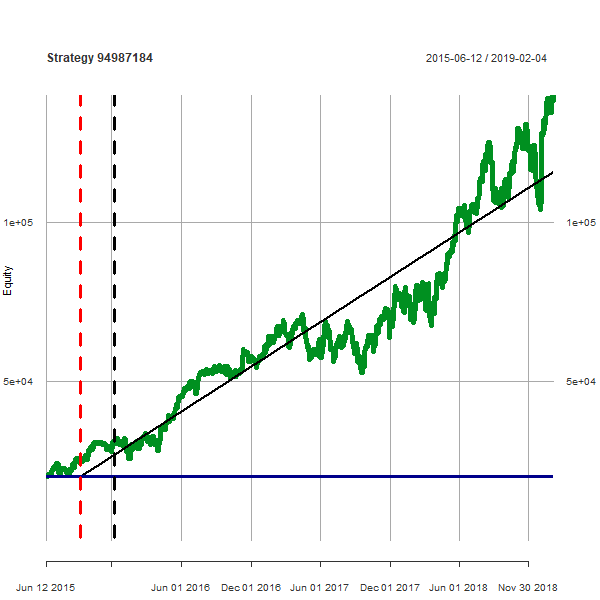 Strategy 94987184
2015-06-12 / 2019-02-04
1e+05
1e+05
Equity
5e+04
5e+04
Jun 12 2015
Jun 01 2016
Dec 01 2016
Jun 01 2017
Dec 01 2017
Jun 01 2018
Nov 30 2018